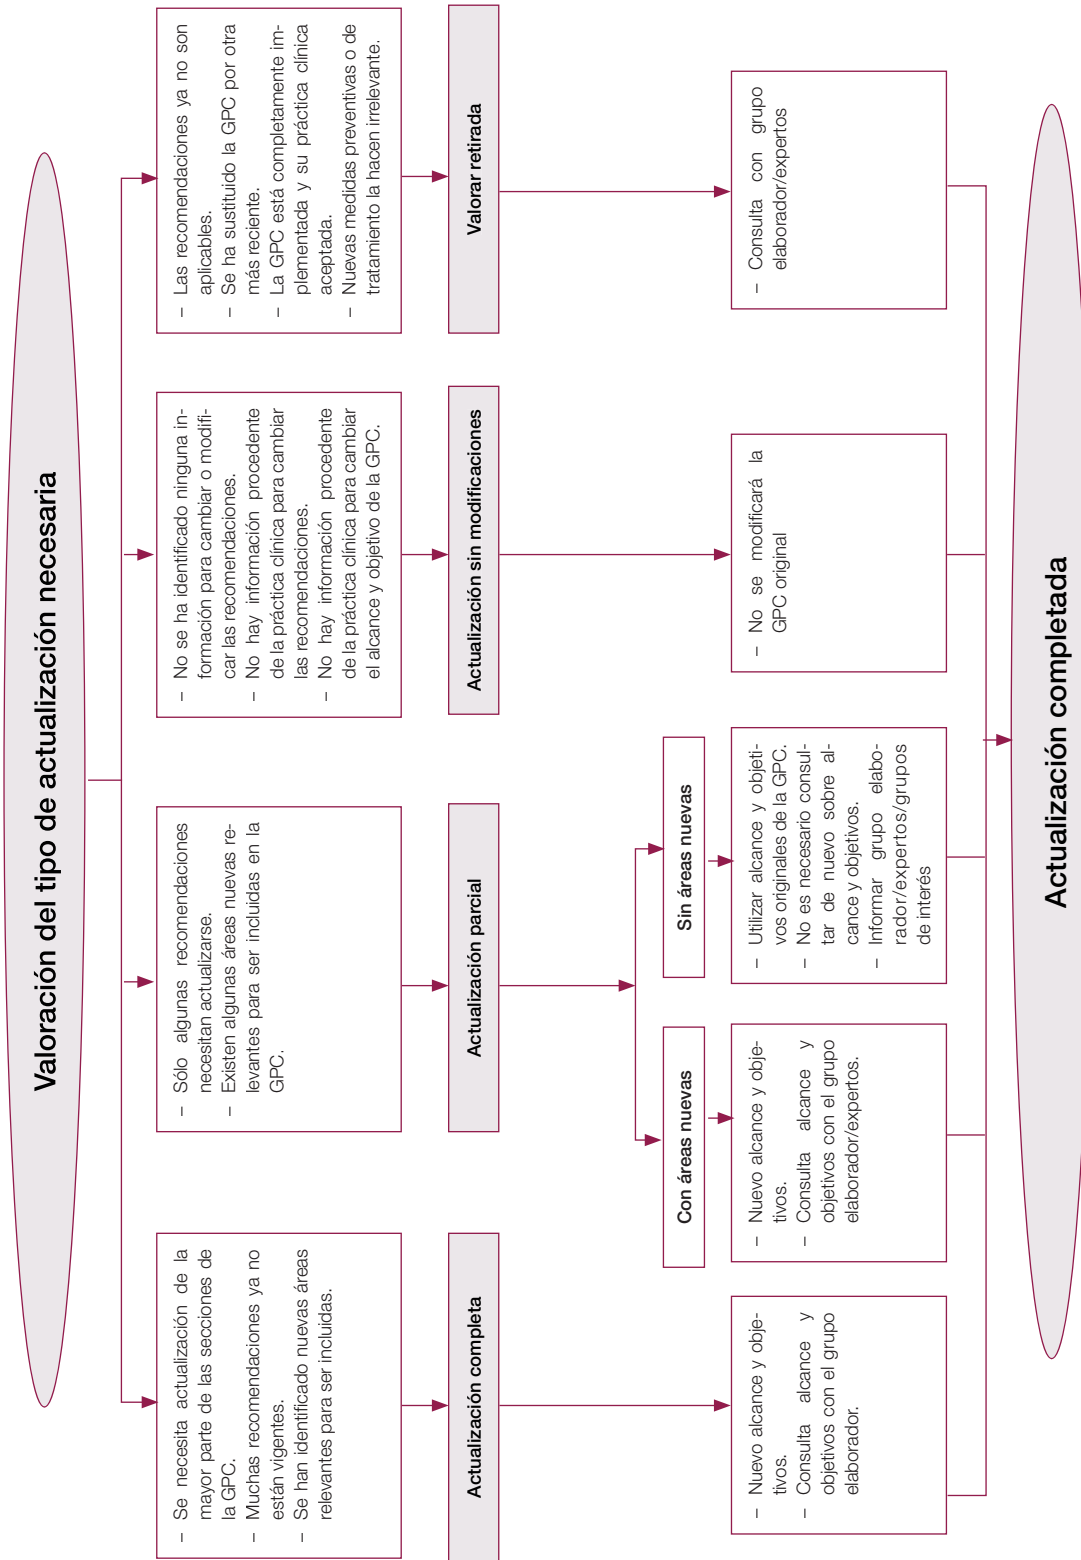 Valoración del tipo de actualización necesaria
– Se necesita actualización de la
mayor parte de las secciones de
la GPC.
– Muchas recomendaciones ya no
están vigentes.
– Se han identificado nuevas áreas
relevantes para ser incluidas.
– Sólo algunas recomendaciones
necesitan actualizarse.
– Existen algunas áreas nuevas re-
levantes para ser incluidas en la
GPC.
– No se ha identificado ninguna in-
formación para cambiar o modifi-
car las recomendaciones.
– No hay información procedente
de la práctica clínica para cambiar
las recomendaciones.
– No hay información procedente
de la práctica clínica para cambiar
el alcance y objetivo de la GPC.
– Las recomendaciones ya no son
aplicables.
– Se ha sustituido la GPC por otra
más reciente.
– La GPC está completamente im-
plementada y su práctica clínica
aceptada.
– Nuevas medidas preventivas o de
tratamiento la hacen irrelevante.
Actualización completa
Actualización parcial
Actualización sin modificaciones
Valorar retirada
Con áreas nuevas
Sin áreas nuevas
– Nuevo alcance y obje-
tivos.
– Consulta alcance y
objetivos con el grupo
elaborador.
– Nuevo alcance y obje-
tivos.
– Consulta alcance y
objetivos con el grupo
elaborador/expertos.
– Utilizar alcance y objeti-
vos originales de la GPC.
– No es necesario consul-
tar de nuevo sobre al-
cance y objetivos.
– Informar grupo elabo-
rador/expertos/grupos
de interés
– No se modificará la
GPC original
– Consulta con grupo
elaborador/expertos
Actualización completada